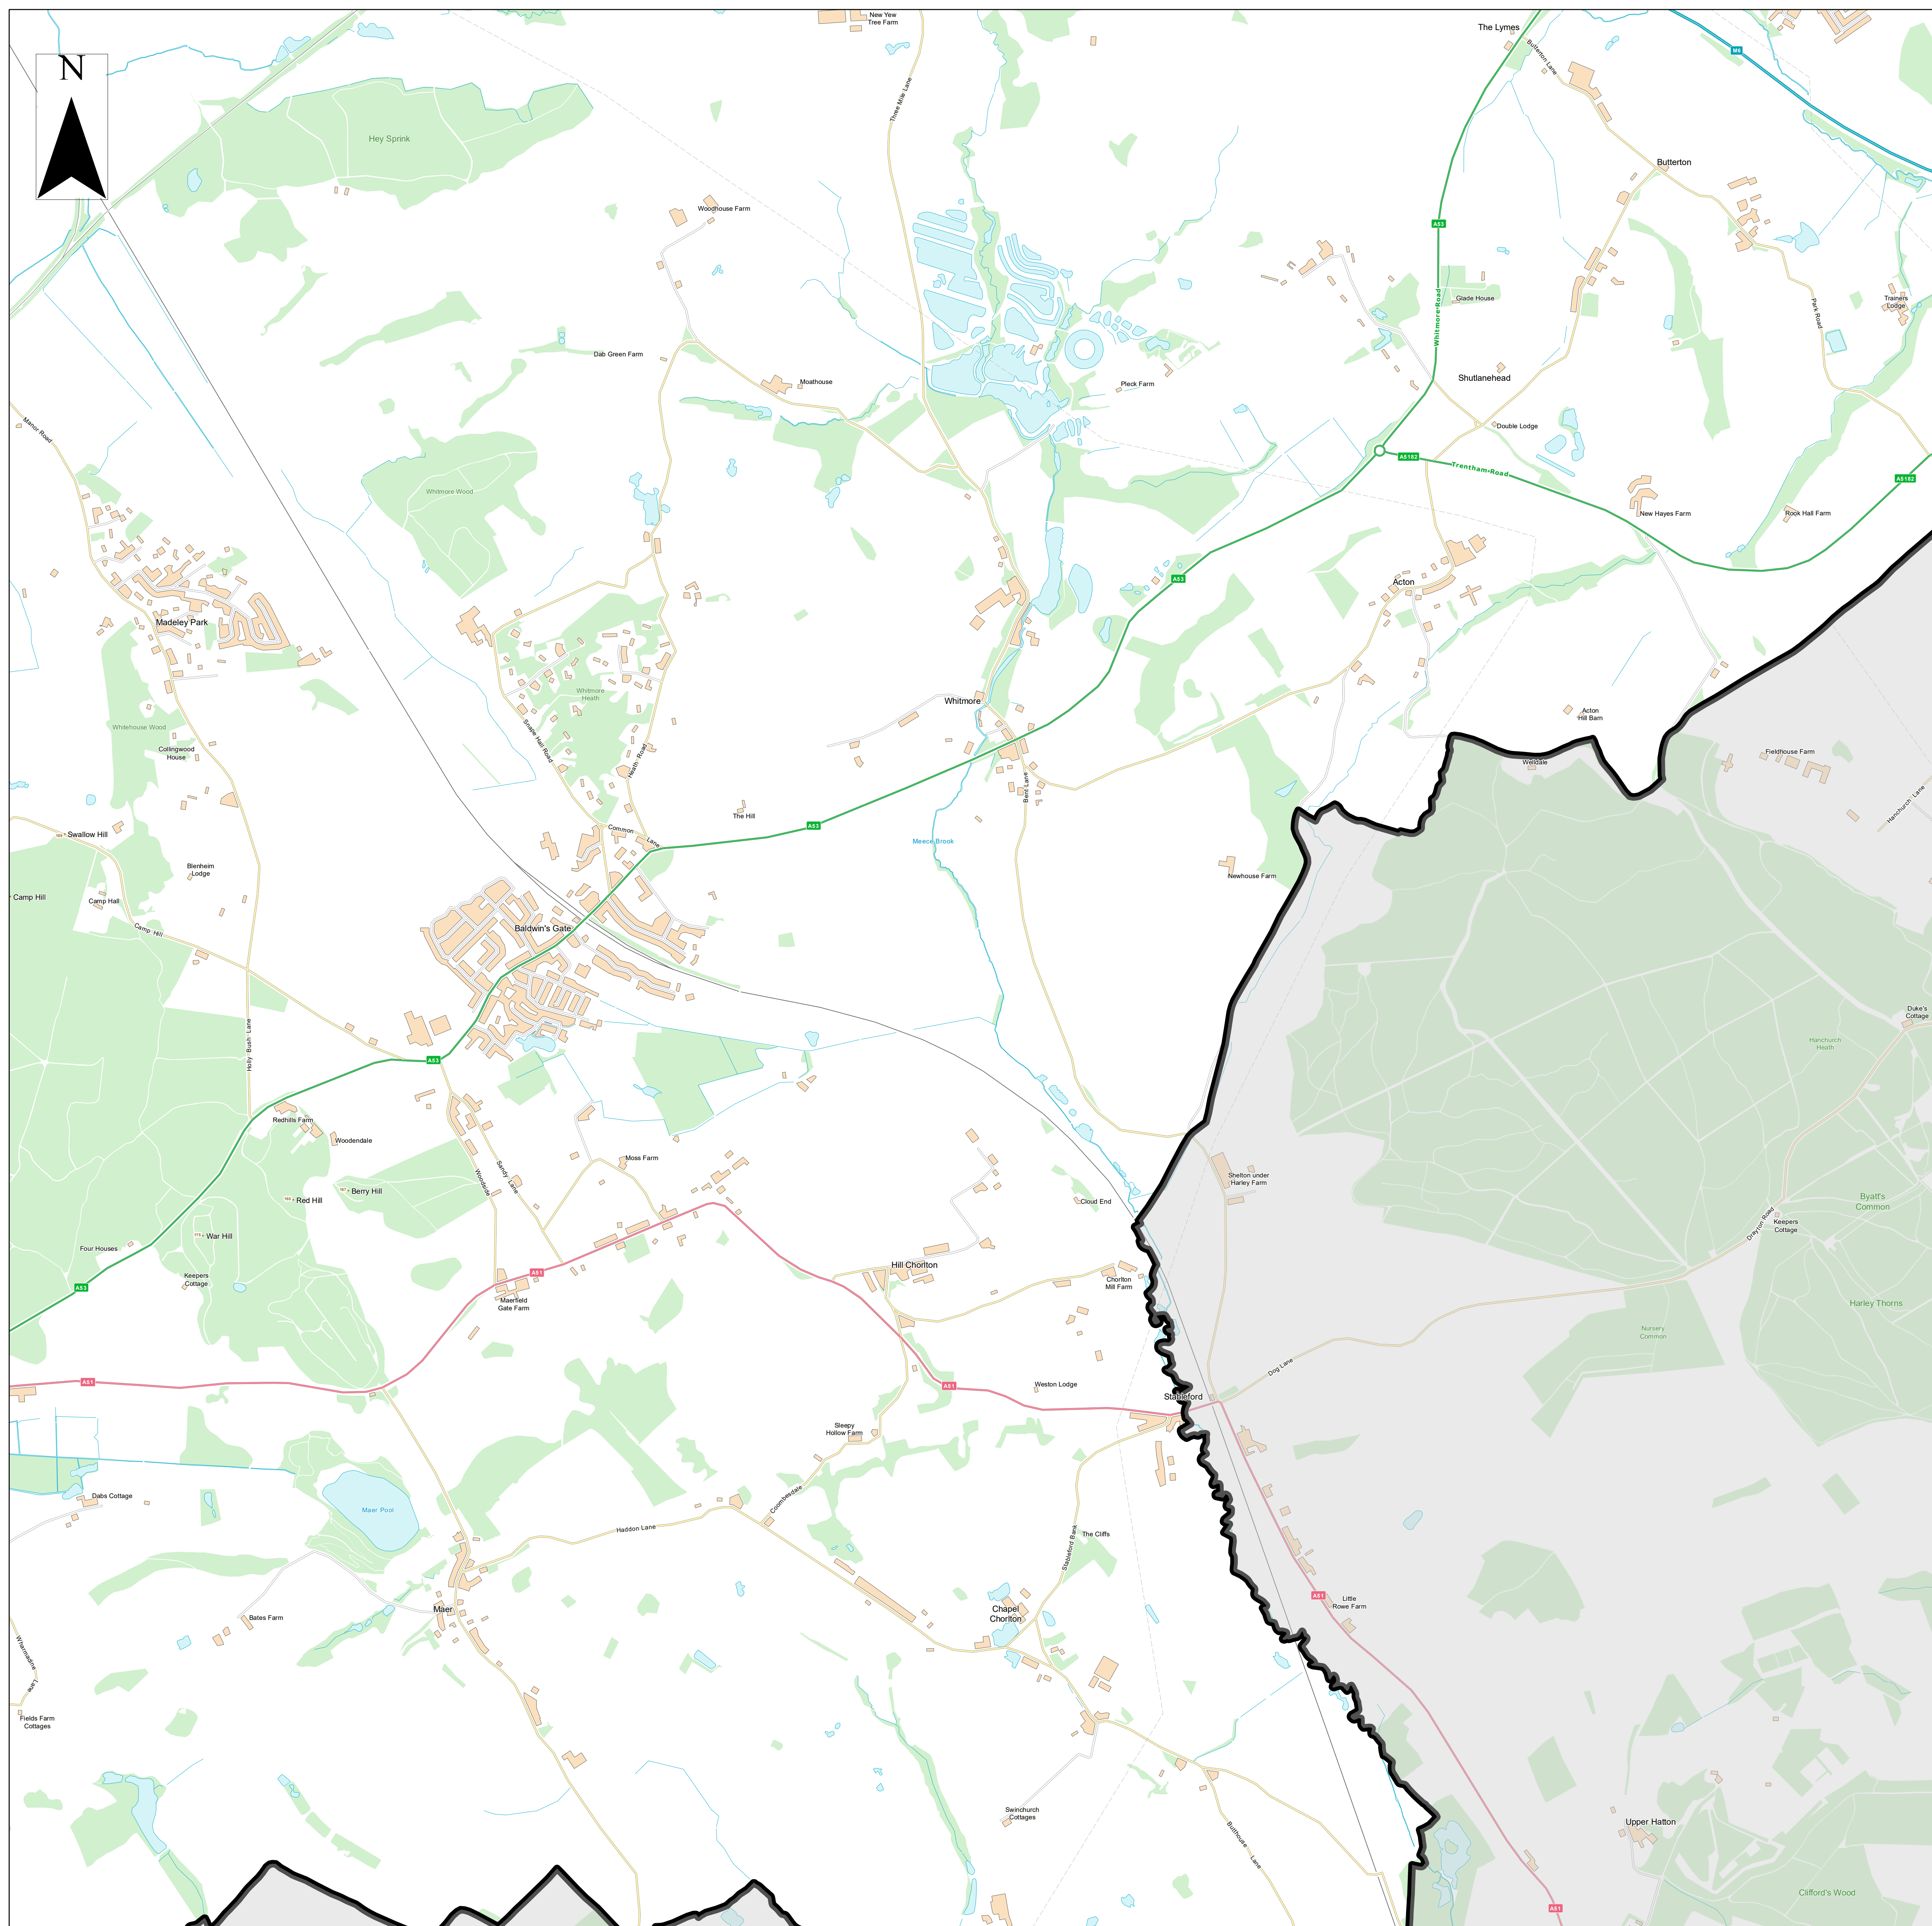 New Yew
Tree Farm
The Lymes
N
M6
Butterton Lane
Three Mile Lane
Hey Sprink
Butterton
Woodhouse Farm
A53
Glade House
Trainers
Lodge
Park Road
Whitmore Road
Dab Green Farm
Moathouse
Pleck Farm
Shutlanehead
Manor Road
Double Lodge
A5182
Trentham Road
A5182
Whitmore Wood
New Hayes Farm
Rook Hall Farm
A53
Acton
Madeley Park
Whitmore
Heath
Whitmore
Acton
Hill Barn
Whitehouse Wood
Snape Hall Road
Collingwood
House
Heath Road
Fieldhouse Farm
Welldale
Bent Lane
Hanchurch Lane
The Hill
A53
Common Lane
Swallow Hill
Meece Brook
Blenheim
Lodge
Newhouse Farm
Camp Hill
Camp Hall
Camp Hill
Baldwin's Gate
Duke's
Cottage
Holly Bush Lane
Hanchurch
Heath
A53
Redhills Farm
Woodendale
Moss Farm
Sandy Lane
Woodside
Shelton under
Harley Farm
Berry Hill
Red Hill
Cloud End
Byatt's
Common
Keepers
Cottage
Drayton Road
War Hill
Four Houses
Hill Chorlton
A51
Keepers
Cottage
Chorlton
Mill Farm
A53
Maerfield
Gate Farm
Harley Thorns
Nursery
Common
Dog Lane
A51
A51
Weston Lodge
Stableford
Sleepy
Hollow Farm
Dabs Cottage
Coombesdale
Maer Pool
Haddon Lane
The Cliffs
Stableford Bank
A51
Little
Rowe Farm
Maer
Chapel
Chorlton
Bates Farm
Wharmadine Lane
Fields Farm
Cottages
Swinchurch
Cottages
Butthouse Lane
Upper Hatton
Clifford's Wood
A51